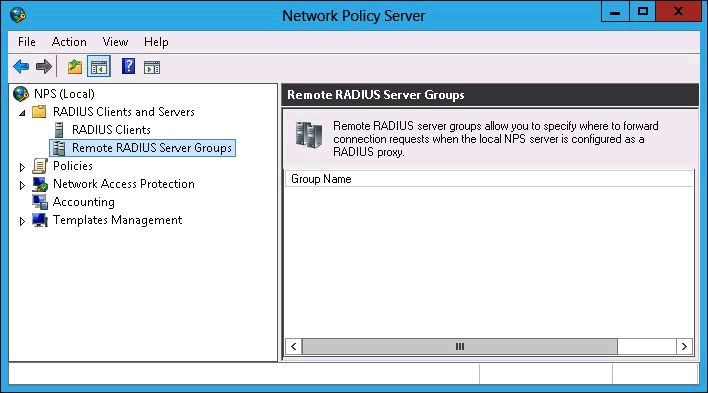 Network Policy Server
File Action View Help
NPS (Local)
RADIUS Clients and Servers
RADIUS Clients
Remote RADIUS Server Groups
Policies
Network Access Protection
Accounting
Templates Management
Remote RADIUS Server Groups
Remote RADIUS server groups allow you to specify where to forward
connection requests when the local NPS server is configured as a
RADIUS proxy.
Group Name